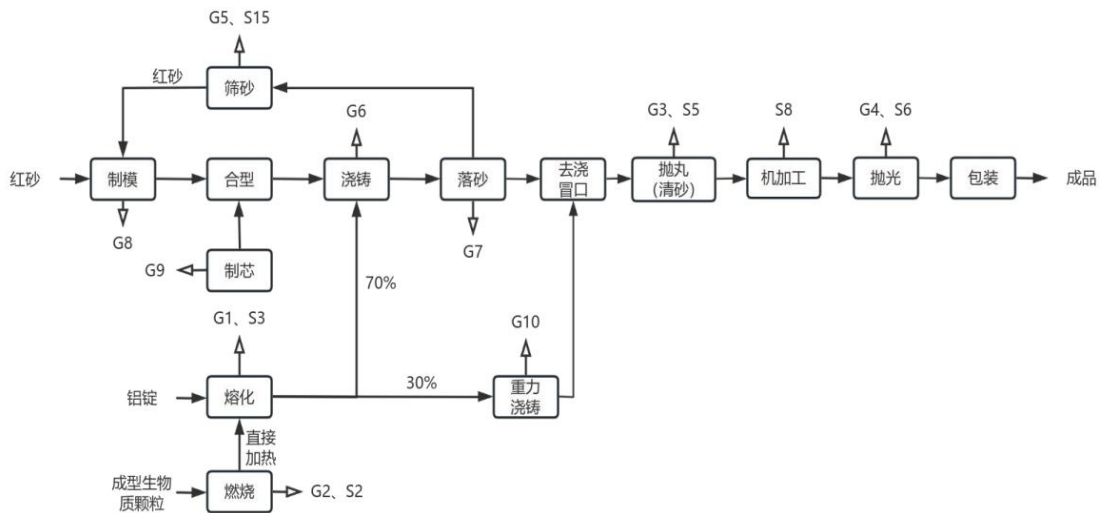 G5、S15
红砂
筛砂
G6
G3、S5
S8
G4、S6
红砂
制模
合型
浇铸
落砂
去浇
冒口
抛丸
(清砂)
机加工
抛光
包装
成品
G8
G7
G9
制芯
70%
G1、S3
G10
铝锭
熔化
30%
重力
浇铸
直接
加热
成型生物
质颗粒
燃烧
G2、S2